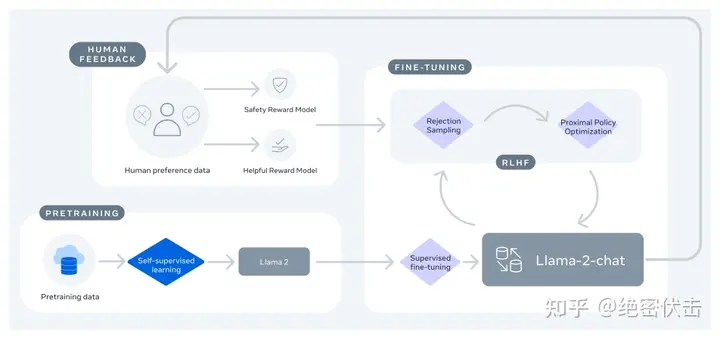 HUMAN
FEEDBACK
Safety Reward Model
Human preference data
Helpful Reward Model
FINE-TUNING
Rejection
Sampling
Proximal Policy
Optimization
RLHF
PRETRAINING
Pretraining data
Self-supervised
learning
Llama 2
Supervised
fine-tuning
Llama-2-chat
知乎 @绝密伏击